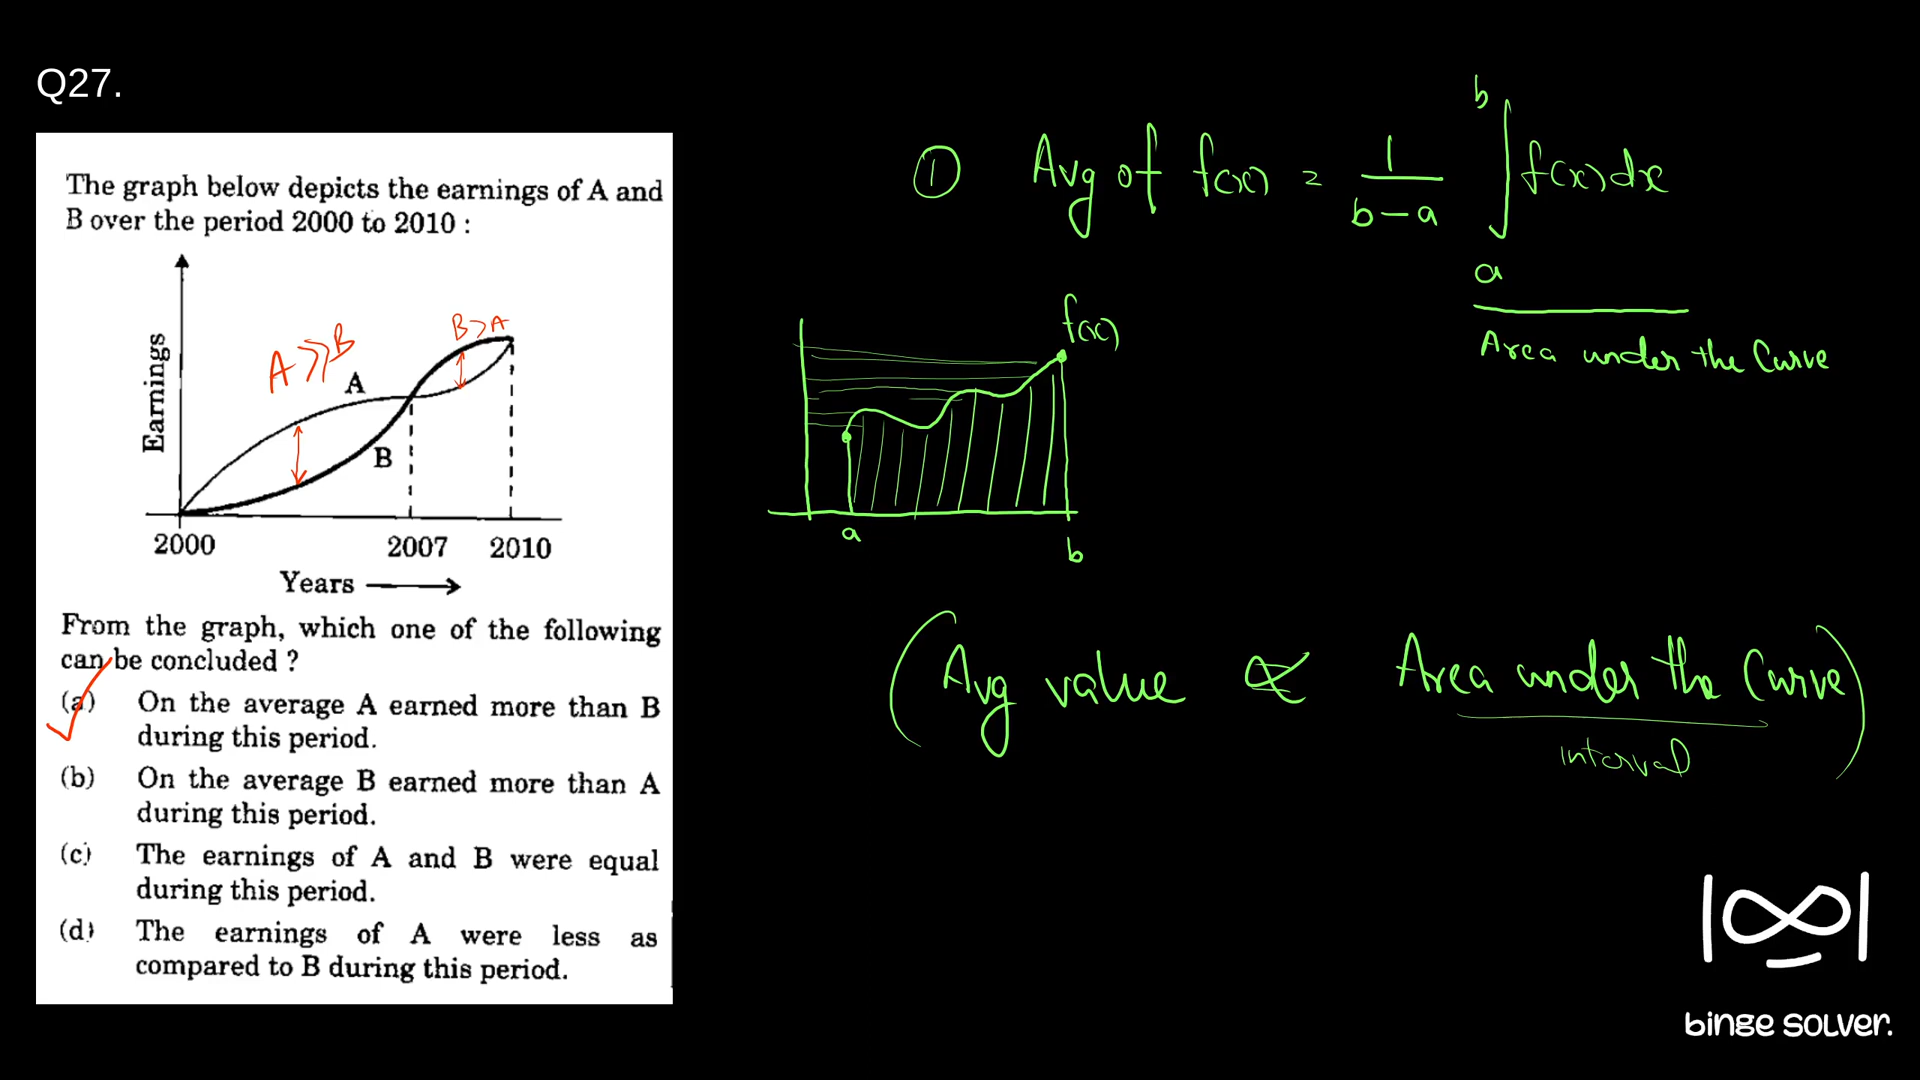 Q27.
The graph below depicts the earnings of A and
B over the period 2000 to 2010 :
Earnings
A >> B
B > A
A
B
2000 2007 2010
Years
From the graph, which one of the following
can be concluded ?
(a) On the average A earned more than B
during this period.
(b) On the average B earned more than A
during this period.
(c) The earnings of A and B were equal
during this period.
(d) The earnings of A were less as
compared to B during this period.
① Avg of f(x) = 1/(b-a) ∫ₐᵇ f(x)dx
Area under the Curve
f(x)
a b
(Avg value ∝ Area under the Curve)
interval
binge solver.